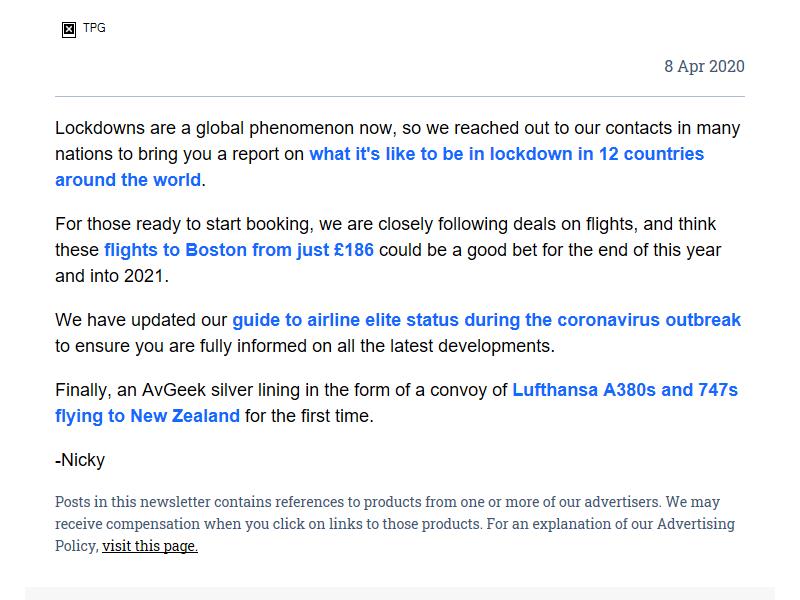 TPG
8 Apr 2020
Lockdowns are a global phenomenon now, so we reached out to our contacts in many
nations to bring you a report on what it's like to be in lockdown in 12 countries
around the world.
For those ready to start booking, we are closely following deals on flights, and think
these flights to Boston from just £186 could be a good bet for the end of this year
and into 2021.
We have updated our guide to airline elite status during the coronavirus outbreak
to ensure you are fully informed on all the latest developments.
Finally, an AvGeek silver lining in the form of a convoy of Lufthansa A380s and 747s
flying to New Zealand for the first time.
-Nicky
Posts in this newsletter contains references to products from one or more of our advertisers. We may
receive compensation when you click on links to those products. For an explanation of our Advertising
Policy, visit this page.